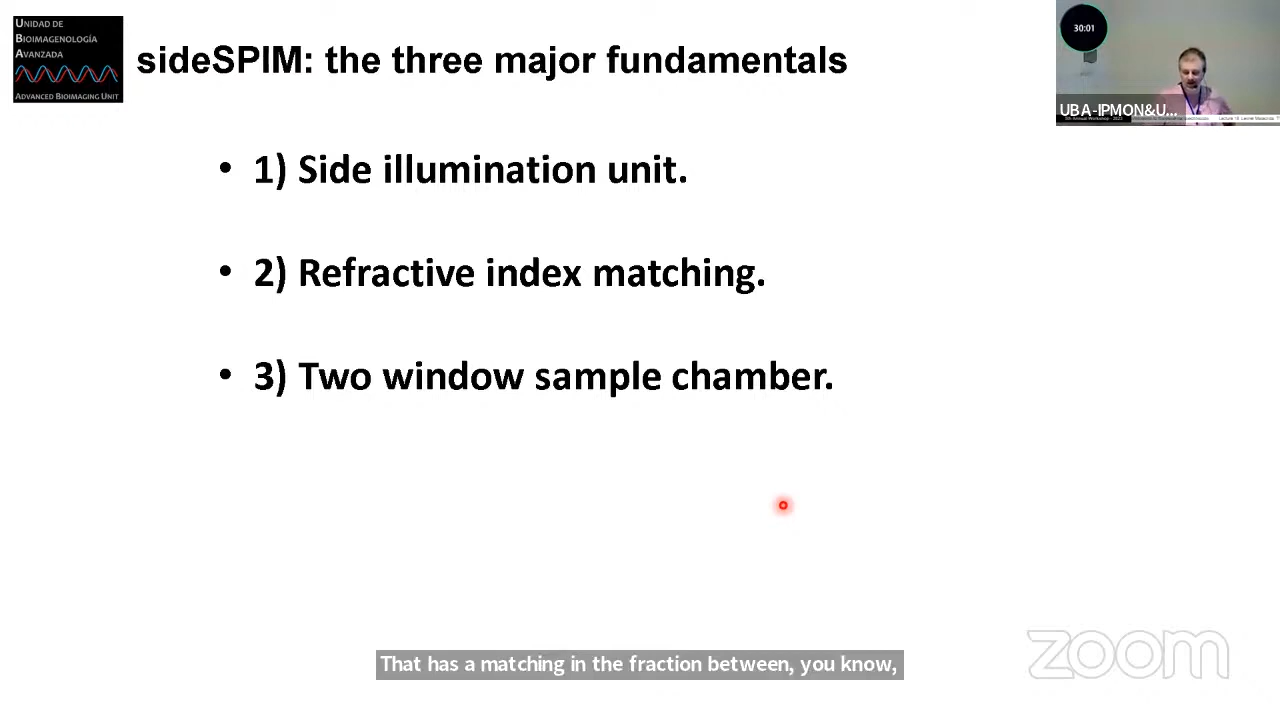 UNIDAD DE
BIOIMAGENOLOGÍA
AVANZADA
ADVANCED BIOIMAGING UNIT
sideSPIM: the three major fundamentals
30:01
UBA-IPMON&U...
• 1) Side illumination unit.
• 2) Refractive index matching.
• 3) Two window sample chamber.
That has a matching in the fraction between, you know,
zoom